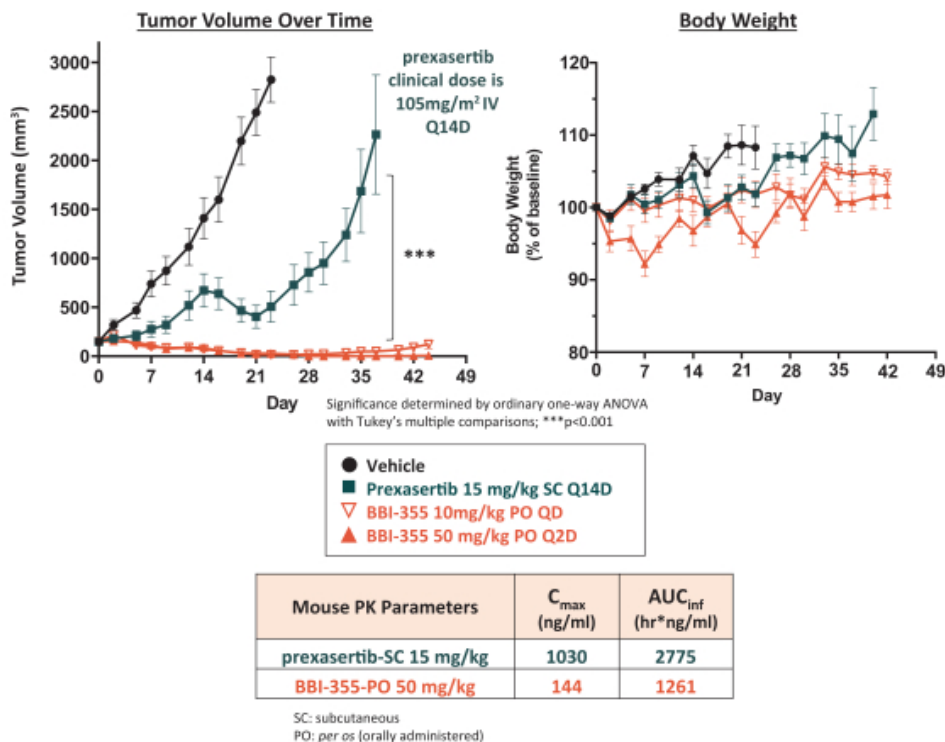 Tumor Volume Over Time
Body Weight
prexasertib
clinical dose is
105mg/m² IV
Q14D
Tumor Volume (mm³)
3000
2500
2000
1500
1000
500
0
***
0 7 14 21 28 35 42 49
Day
Body Weight
(% of baseline)
120
110
100
90
80
0 7 14 21 28 35 42 49
Day
Significance determined by ordinary one-way ANOVA
with Tukey's multiple comparisons; ***p<0.001
Vehicle
Prexasertib 15 mg/kg SC Q14D
BBI-355 10mg/kg PO QD
BBI-355 50 mg/kg PO Q2D
Mouse PK Parameters
Cmax
(ng/ml)
AUCinf
(hr*ng/ml)
prexasertib-SC 15 mg/kg 1030 2775
BBI-355-PO 50 mg/kg 144 1261
SC: subcutaneous
PO: per os (orally administered)